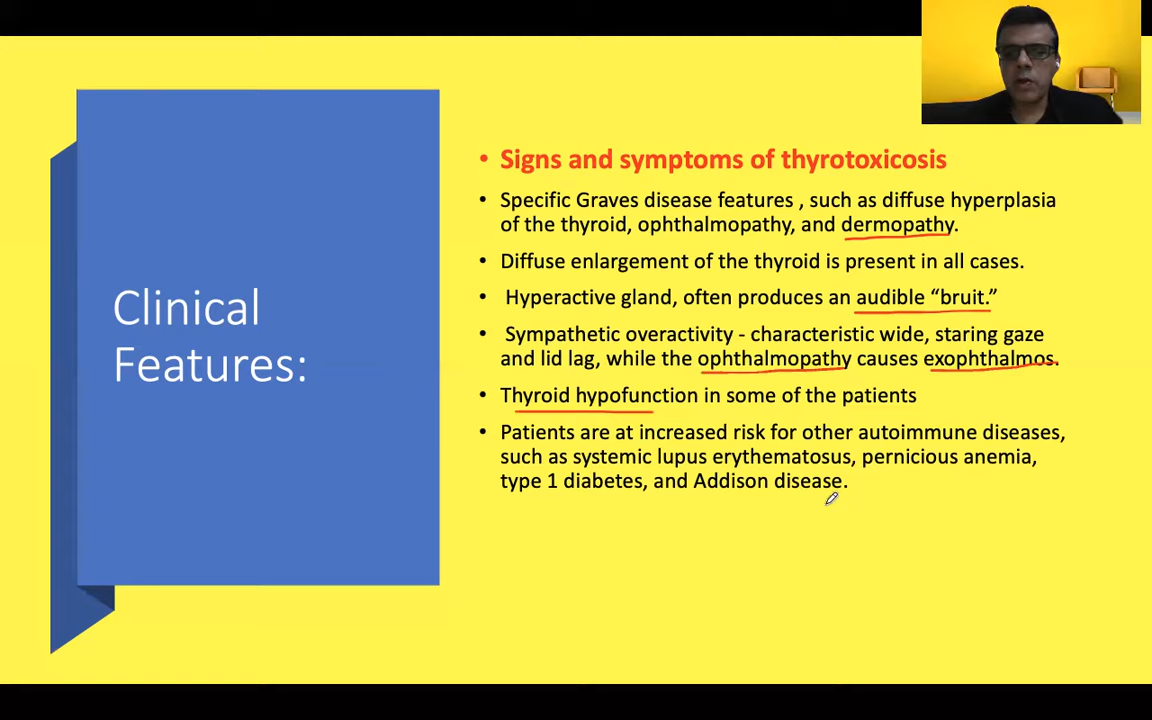 Clinical
Features:
• Signs and symptoms of thyrotoxicosis
• Specific Graves disease features , such as diffuse hyperplasia
of the thyroid, ophthalmopathy, and dermopathy.
• Diffuse enlargement of the thyroid is present in all cases.
• Hyperactive gland, often produces an audible “bruit.”
• Sympathetic overactivity - characteristic wide, staring gaze
and lid lag, while the ophthalmopathy causes exophthalmos.
• Thyroid hypofunction in some of the patients
• Patients are at increased risk for other autoimmune diseases,
such as systemic lupus erythematosus, pernicious anemia,
type 1 diabetes, and Addison disease.